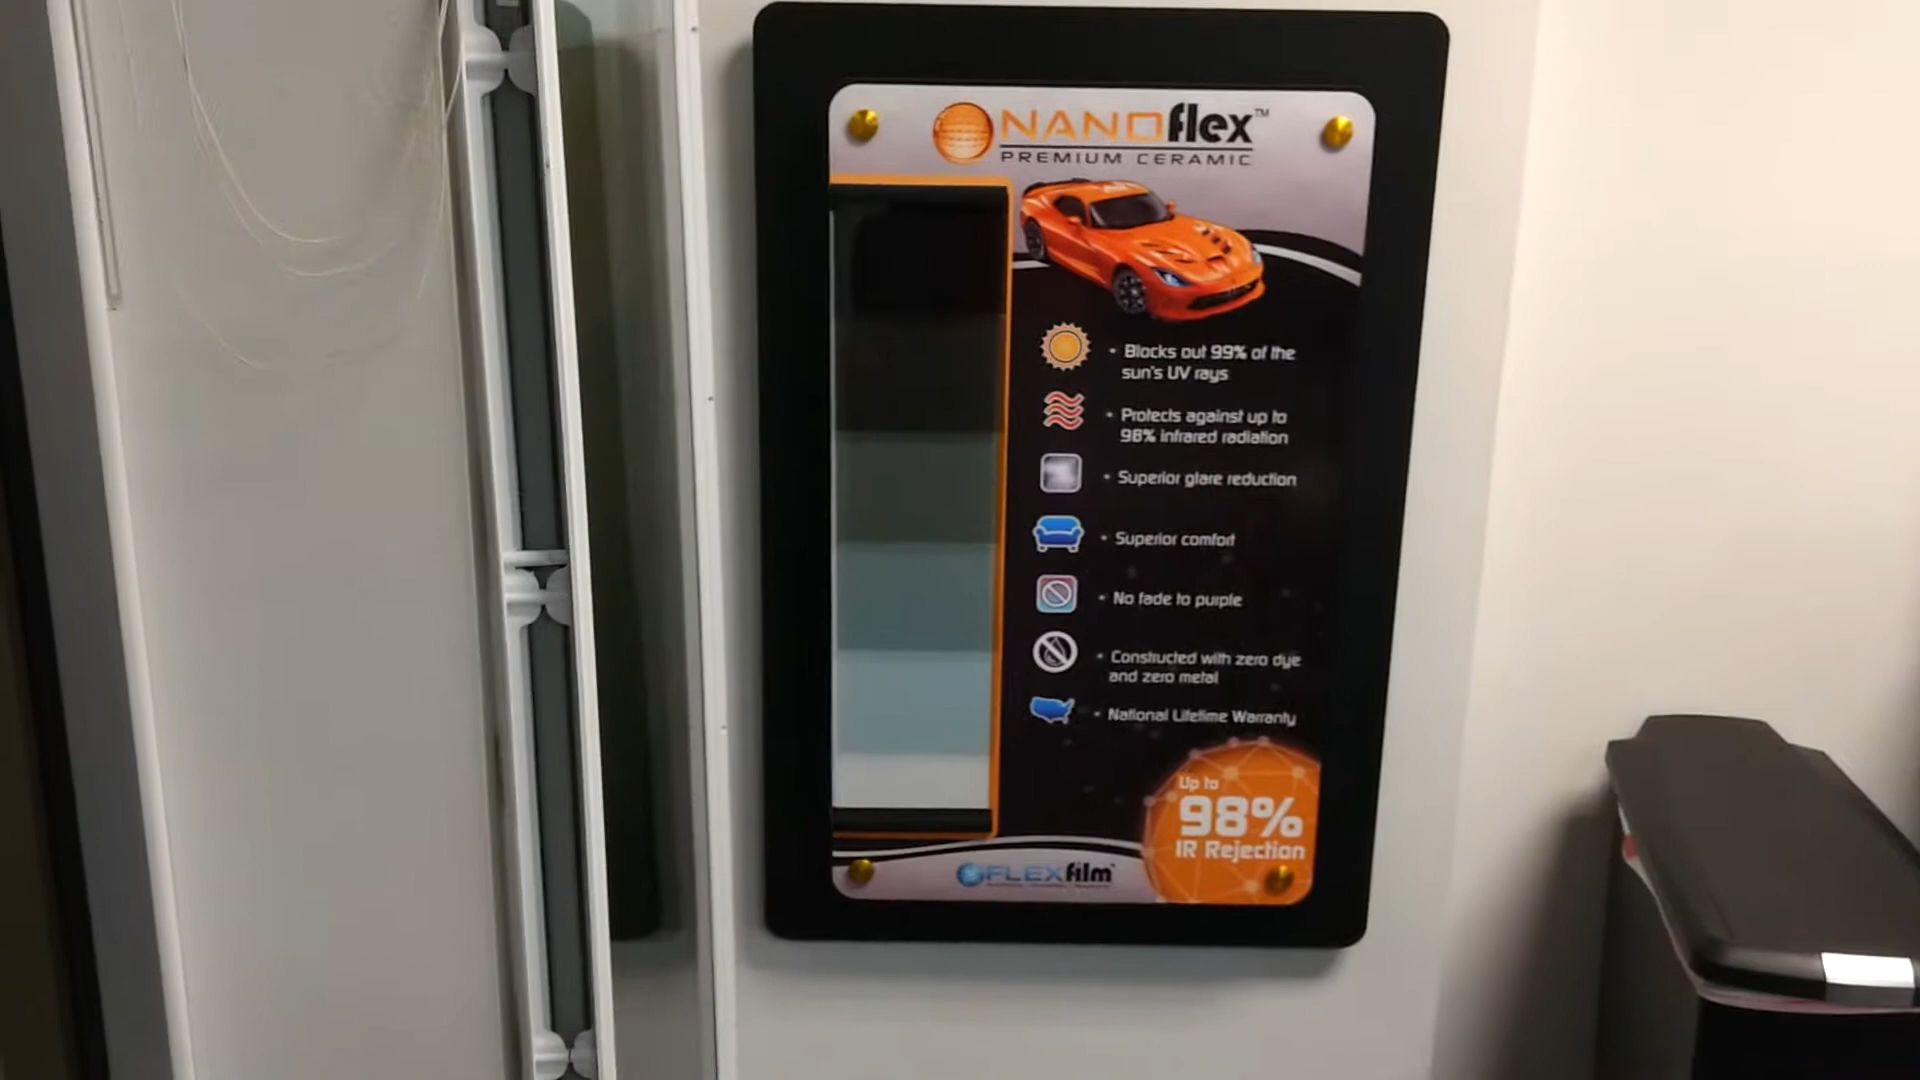 NANOflex™
PREMIUM CERAMIC
• Blocks out 99% of the
sun's UV rays
• Protects against up to
98% infrared radiation
• Superior glare reduction
• Superior comfort
• No fade to purple
• Constructed with zero dye
and zero metal
• National Lifetime Warranty
Up to
98%
IR Rejection
FLEXfilm